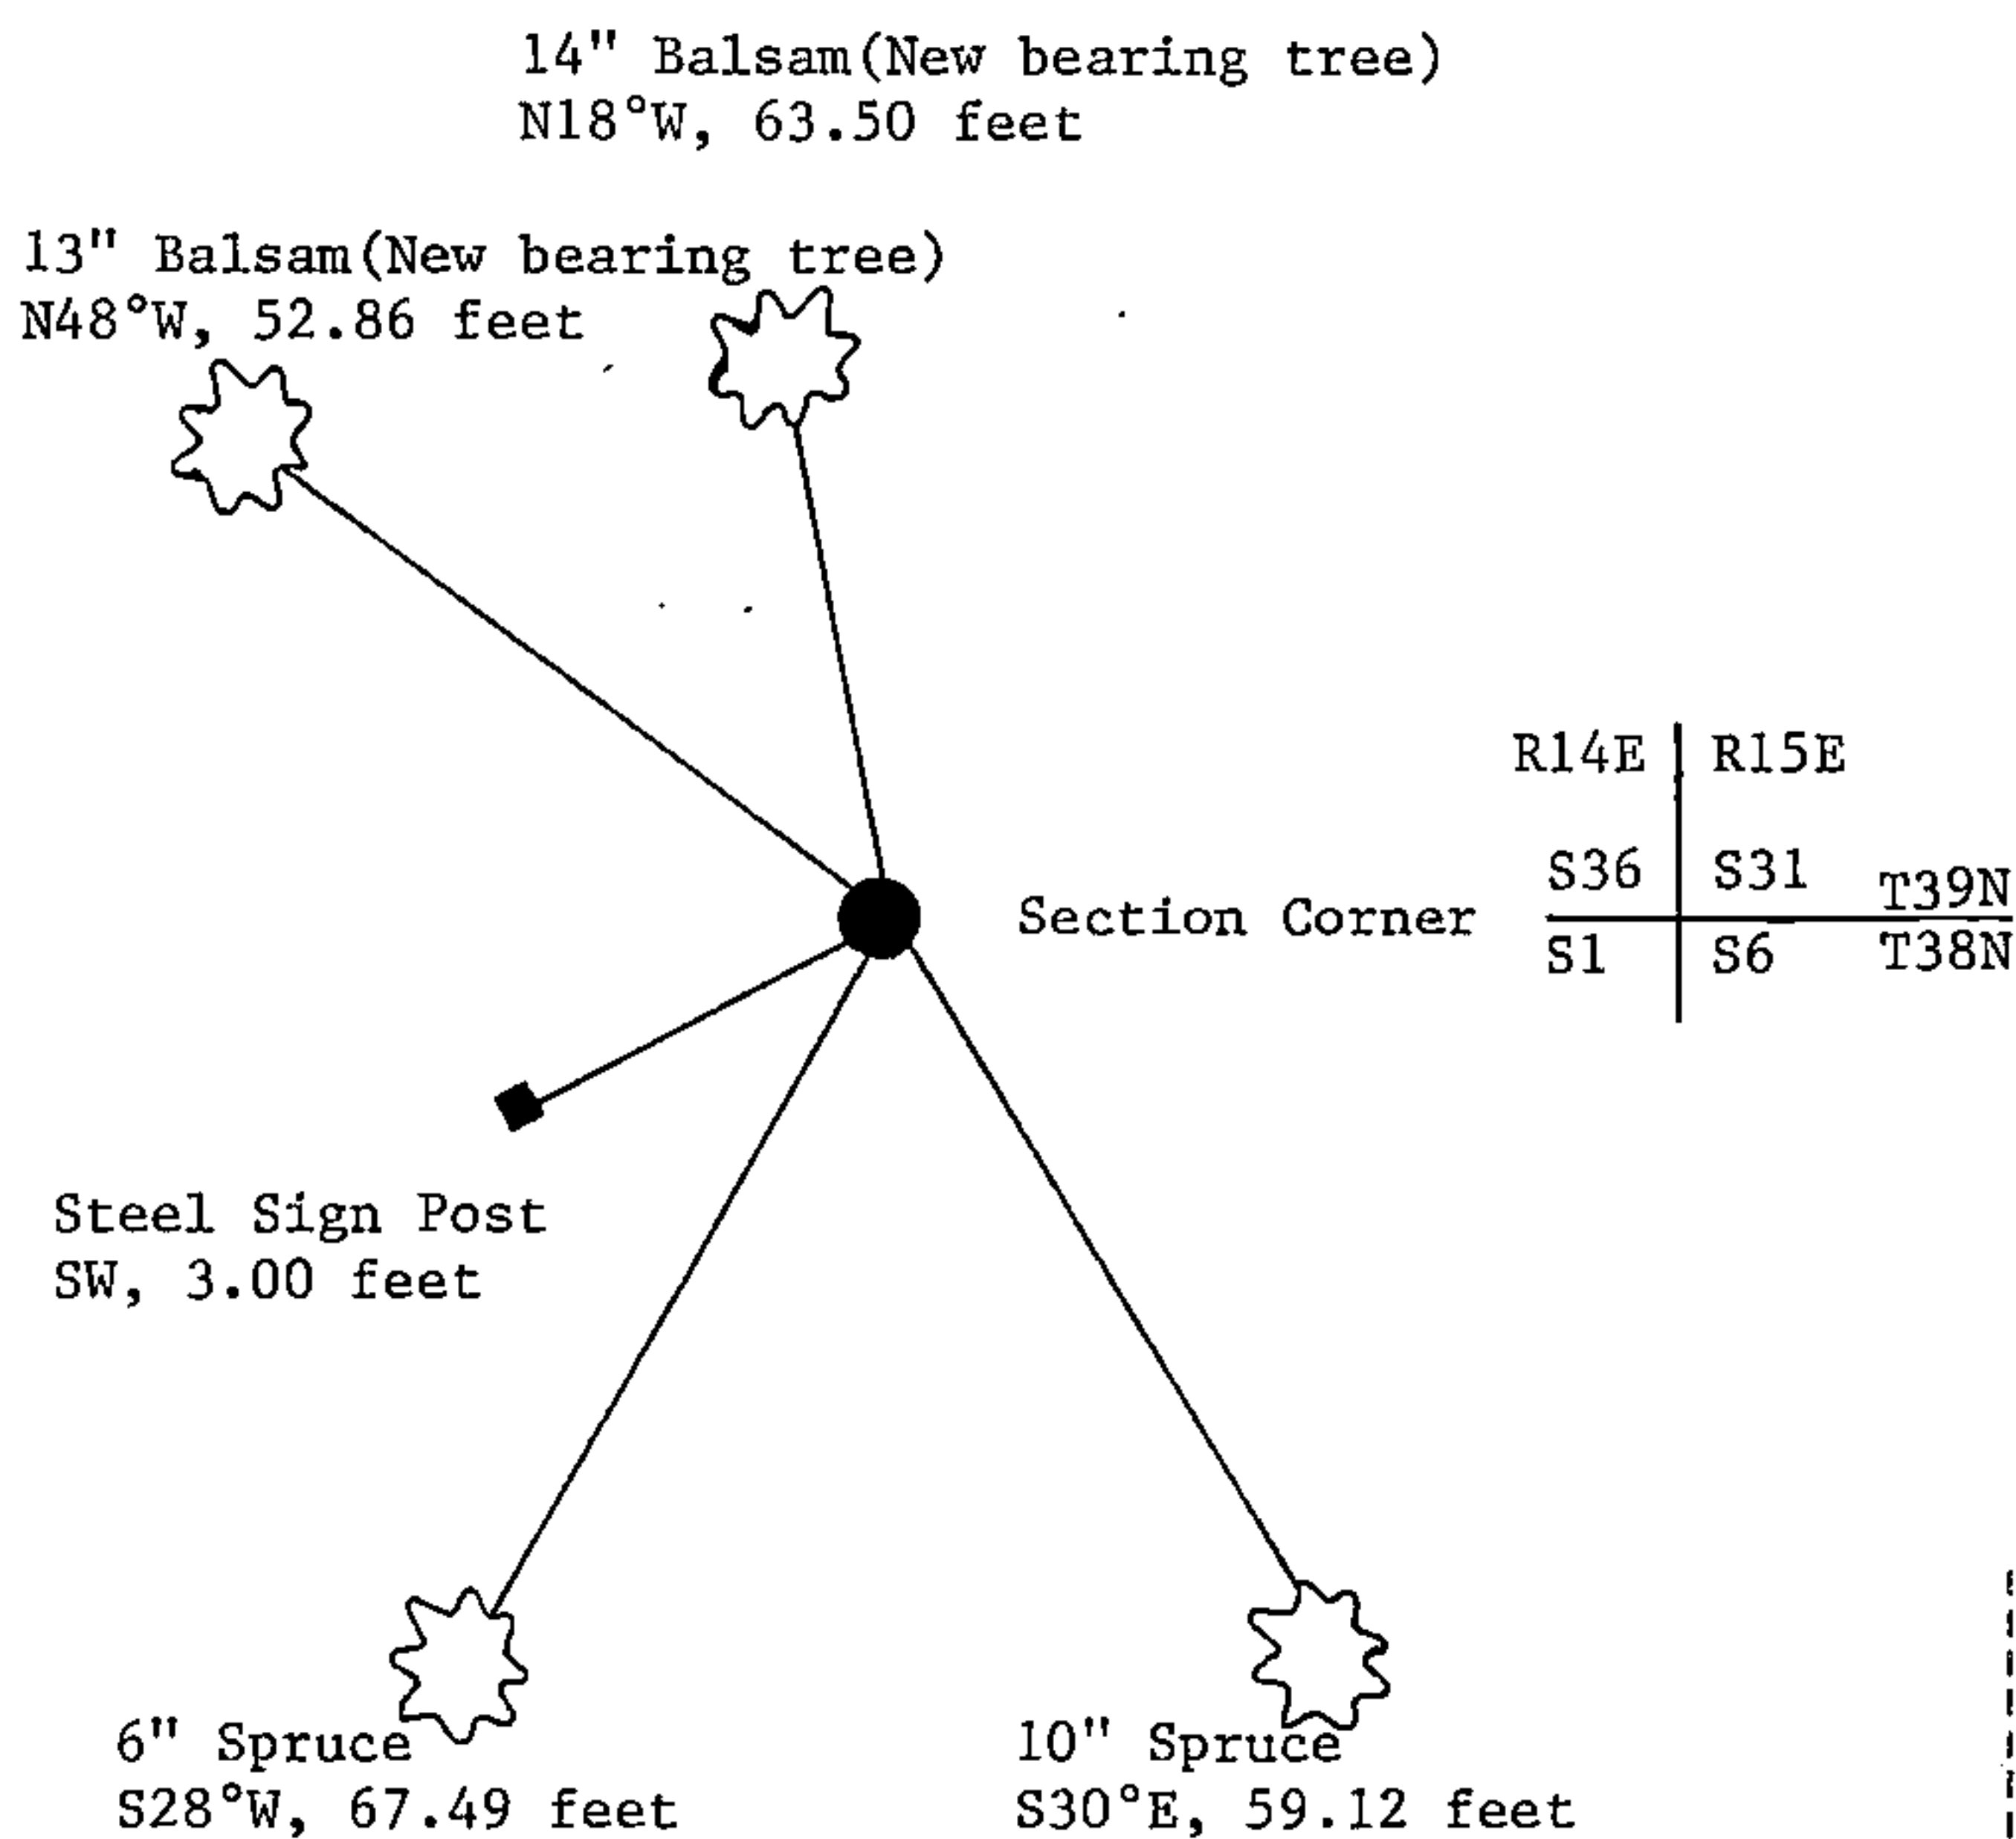 14" Balsam(New bearing tree)
N18°W, 63.50 feet
13" Balsam(New bearing tree)
N48°W, 52.86 feet
R14E R15E
S36 S31 T39N
Section Corner
S1 S6 T38N
Steel Sign Post
SW, 3.00 feet
6" Spruce
S28°W, 67.49 feet
10" Spruce
S30°E, 59.12 feet